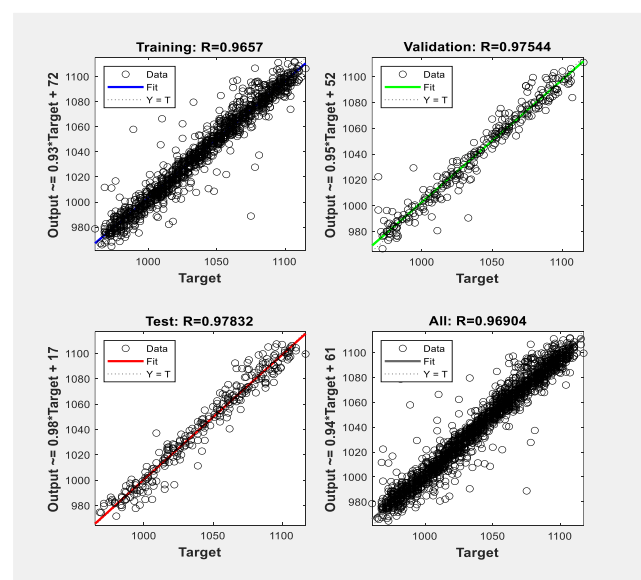 Training: R=0.9657
Output ~= 0.93*Target + 72
1100
1080
1060
1040
1020
1000
980
Data
Fit
Y = T
1000
1050
1100
Target
Validation: R=0.97544
Output ~= 0.95*Target + 52
1100
1080
1060
1040
1020
1000
980
Data
Fit
Y = T
1000
1050
1100
Target
Test: R=0.97832
Output ~= 0.98*Target + 17
1100
1080
1060
1040
1020
1000
980
Data
Fit
Y = T
1000
1050
1100
Target
All: R=0.96904
Output ~= 0.94*Target + 61
1100
1080
1060
1040
1020
1000
980
Data
Fit
Y = T
1000
1050
1100
Target